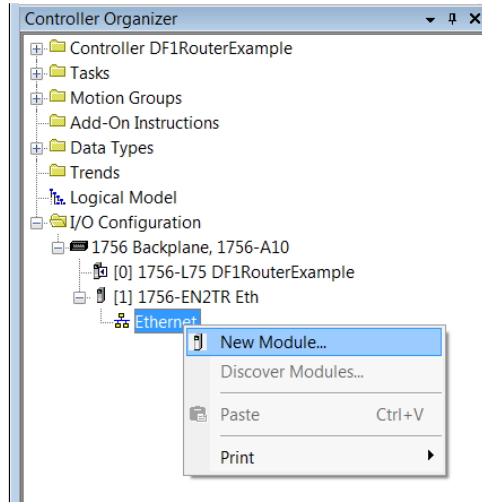 Controller Organizer
Controller DF1RouterExample
Tasks
Motion Groups
Add-On Instructions
Data Types
Trends
Logical Model
I/O Configuration
1756 Backplane, 1756-A10
[0] 1756-L75 DF1RouterExample
[1] 1756-EN2TR Eth
Ethernet
New Module...
Discover Modules...
Paste Ctrl+V
Print